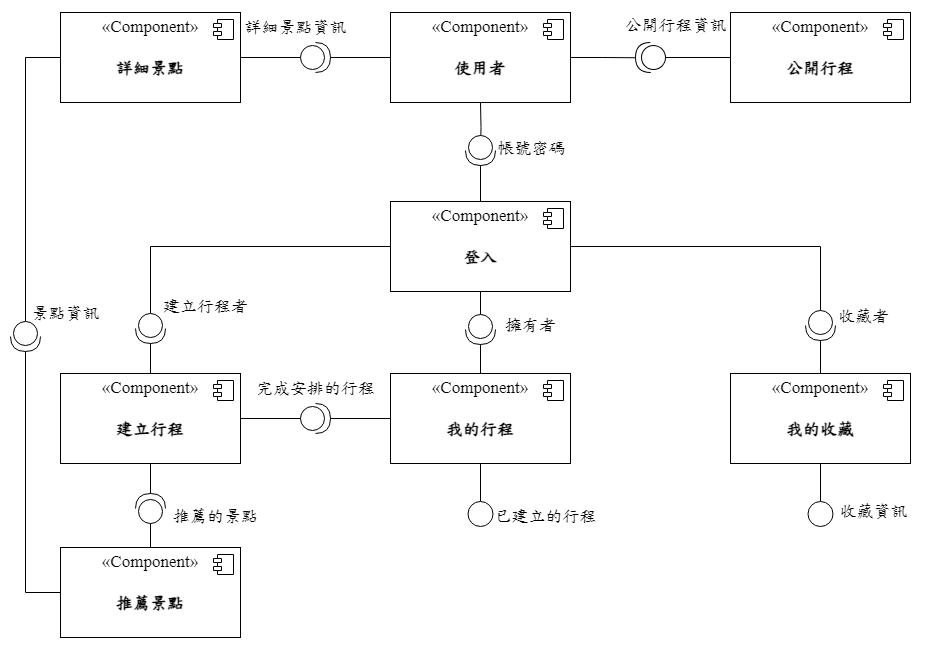 «Component»
詳細景點
詳細景點資訊
«Component»
使用者
公開行程資訊
«Component»
公開行程
帳號密碼
«Component»
登入
景點資訊
建立行程者
擁有者
收藏者
«Component»
建立行程
完成安排的行程
«Component»
我的行程
«Component»
我的收藏
推薦的景點
已建立的行程
收藏資訊
«Component»
推薦景點